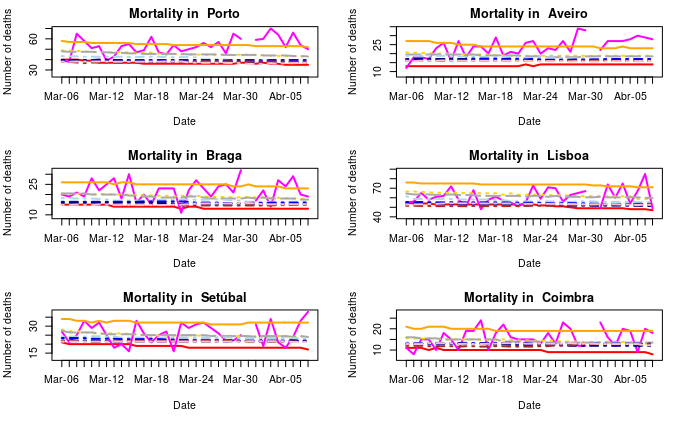 Mortality in  Porto
Number of deaths
30
60
Mar-06
Mar-12
Mar-18
Mar-24
Mar-30
Apr-05
Date
Mortality in  Aveiro
Number of deaths
10
25
Mar-06
Mar-12
Mar-18
Mar-24
Mar-30
Apr-05
Date
Mortality in  Braga
Number of deaths
10
25
Mar-06
Mar-12
Mar-18
Mar-24
Mar-30
Apr-05
Date
Mortality in  Lisboa
Number of deaths
40
70
Mar-06
Mar-12
Mar-18
Mar-24
Mar-30
Apr-05
Date
Mortality in  Setúbal
Number of deaths
15
30
Mar-06
Mar-12
Mar-18
Mar-24
Mar-30
Apr-05
Date
Mortality in  Coimbra
Number of deaths
10
20
Mar-06
Mar-12
Mar-18
Mar-24
Mar-30
Apr-05
Date